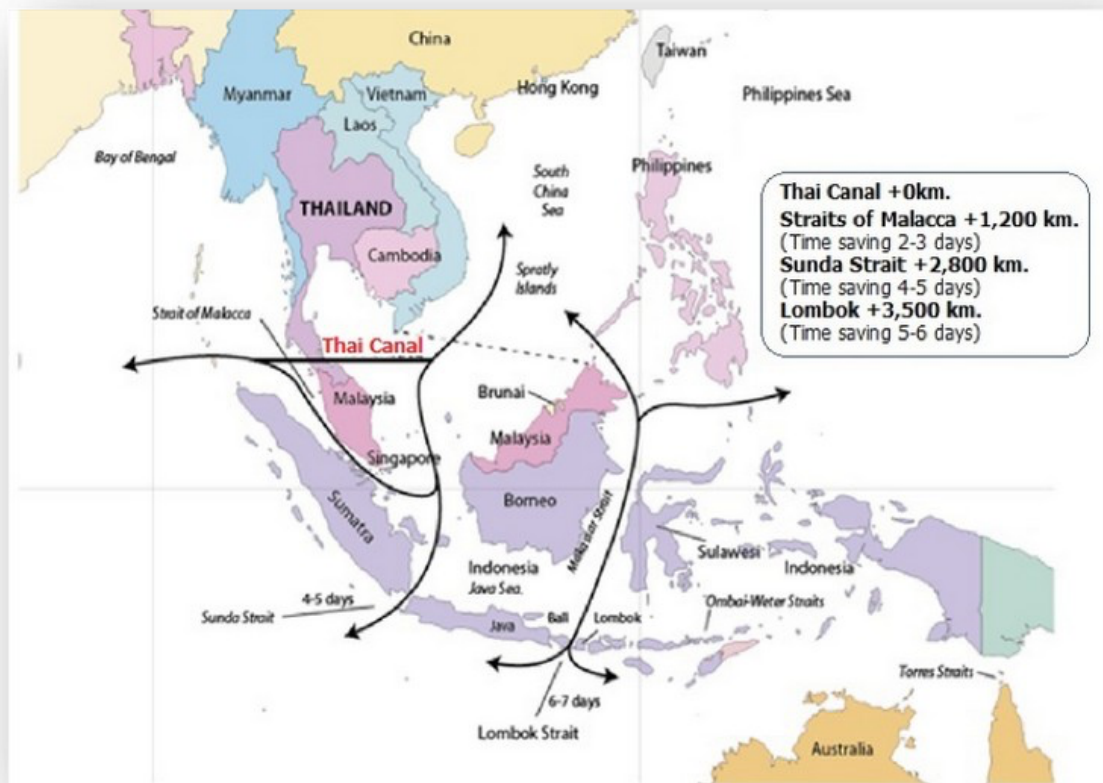 China
Taiwan
Myanmar
Vietnam
Hong Kong
Philippines Sea
Laos
Bay of Bengal
Philippines
South
China
Sea
THAILAND
Cambodia
Spratly
Islands
Thai Canal +0km.
Straits of Malacca +1,200 km.
(Time saving 2-3 days)
Sunda Strait +2,800 km.
(Time saving 4-5 days)
Lombok +3,500 km.
(Time saving 5-6 days)
Strait of Malacca
Thai Canal
Malaysia
Brunai
Malaysia
Singapore
Borneo
Sumatra
Makassar Strait
Sulawesi
Indonesia
Java Sea.
Indonesia
4-5 days
Sunda Strait
Java
Bali
Lombok
Ombai-Weter Straits
Torres Straits
6-7 days
Lombok Strait
Australia